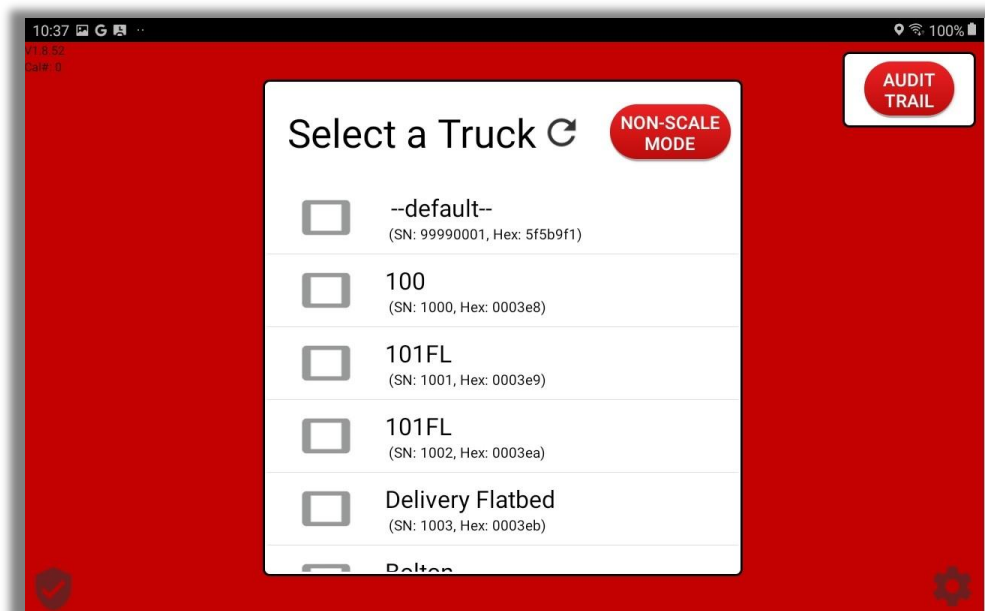 10:37
100%
V1.8.52
Cal#: 0
AUDIT
TRAIL
Select a Truck
NON-SCALE
MODE
--default--
(SN: 99990001, Hex: 5f5b9f1)
100
(SN: 1000, Hex: 0003e8)
101FL
(SN: 1001, Hex: 0003e9)
101FL
(SN: 1002, Hex: 0003ea)
Delivery Flatbed
(SN: 1003, Hex: 0003eb)